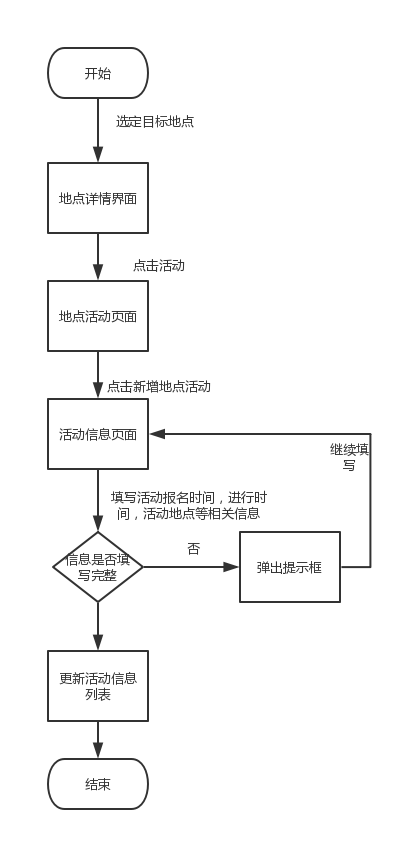 开始
选定目标地点
地点详情界面
点击活动
地点活动页面
点击新增地点活动
活动信息页面
继续填
写
填写活动报名时间，进行时
间，活动地点等相关信息
信息是否填
写完整
否
弹出提示框
更新活动信息
列表
结束